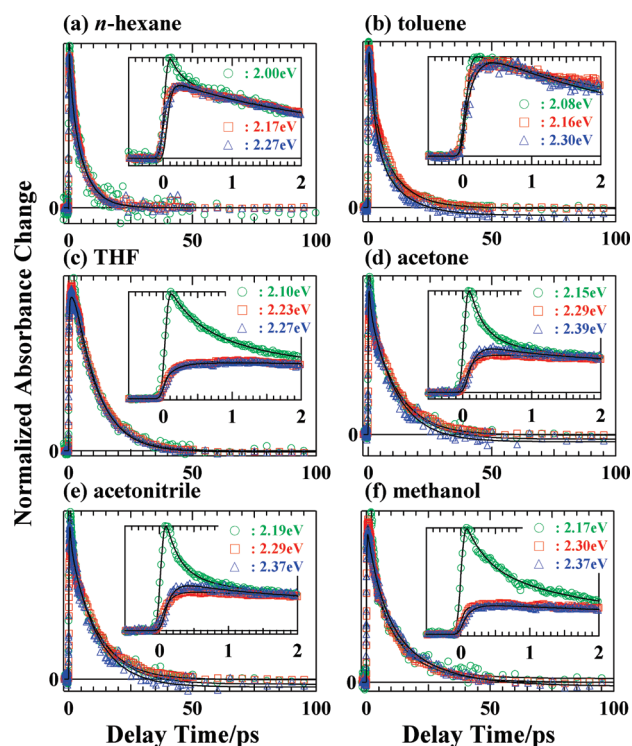 (a) n-hexane
(b) toluene
: 2.00eV
: 2.17eV
: 2.27eV
0 1 2
0
0 50 100
: 2.08eV
: 2.16eV
: 2.30eV
0 1 2
0
0 50 100
(c) THF
(d) acetone
: 2.10eV
: 2.23eV
: 2.27eV
0 1 2
0
0 50 100
: 2.15eV
: 2.29eV
: 2.39eV
0 1 2
0
0 50 100
(e) acetonitrile
(f) methanol
: 2.19eV
: 2.29eV
: 2.37eV
0 1 2
0
0 50 100
: 2.17eV
: 2.30eV
: 2.37eV
0 1 2
0
0 50 100
Normalized Absorbance Change
Delay Time/ps
Delay Time/ps